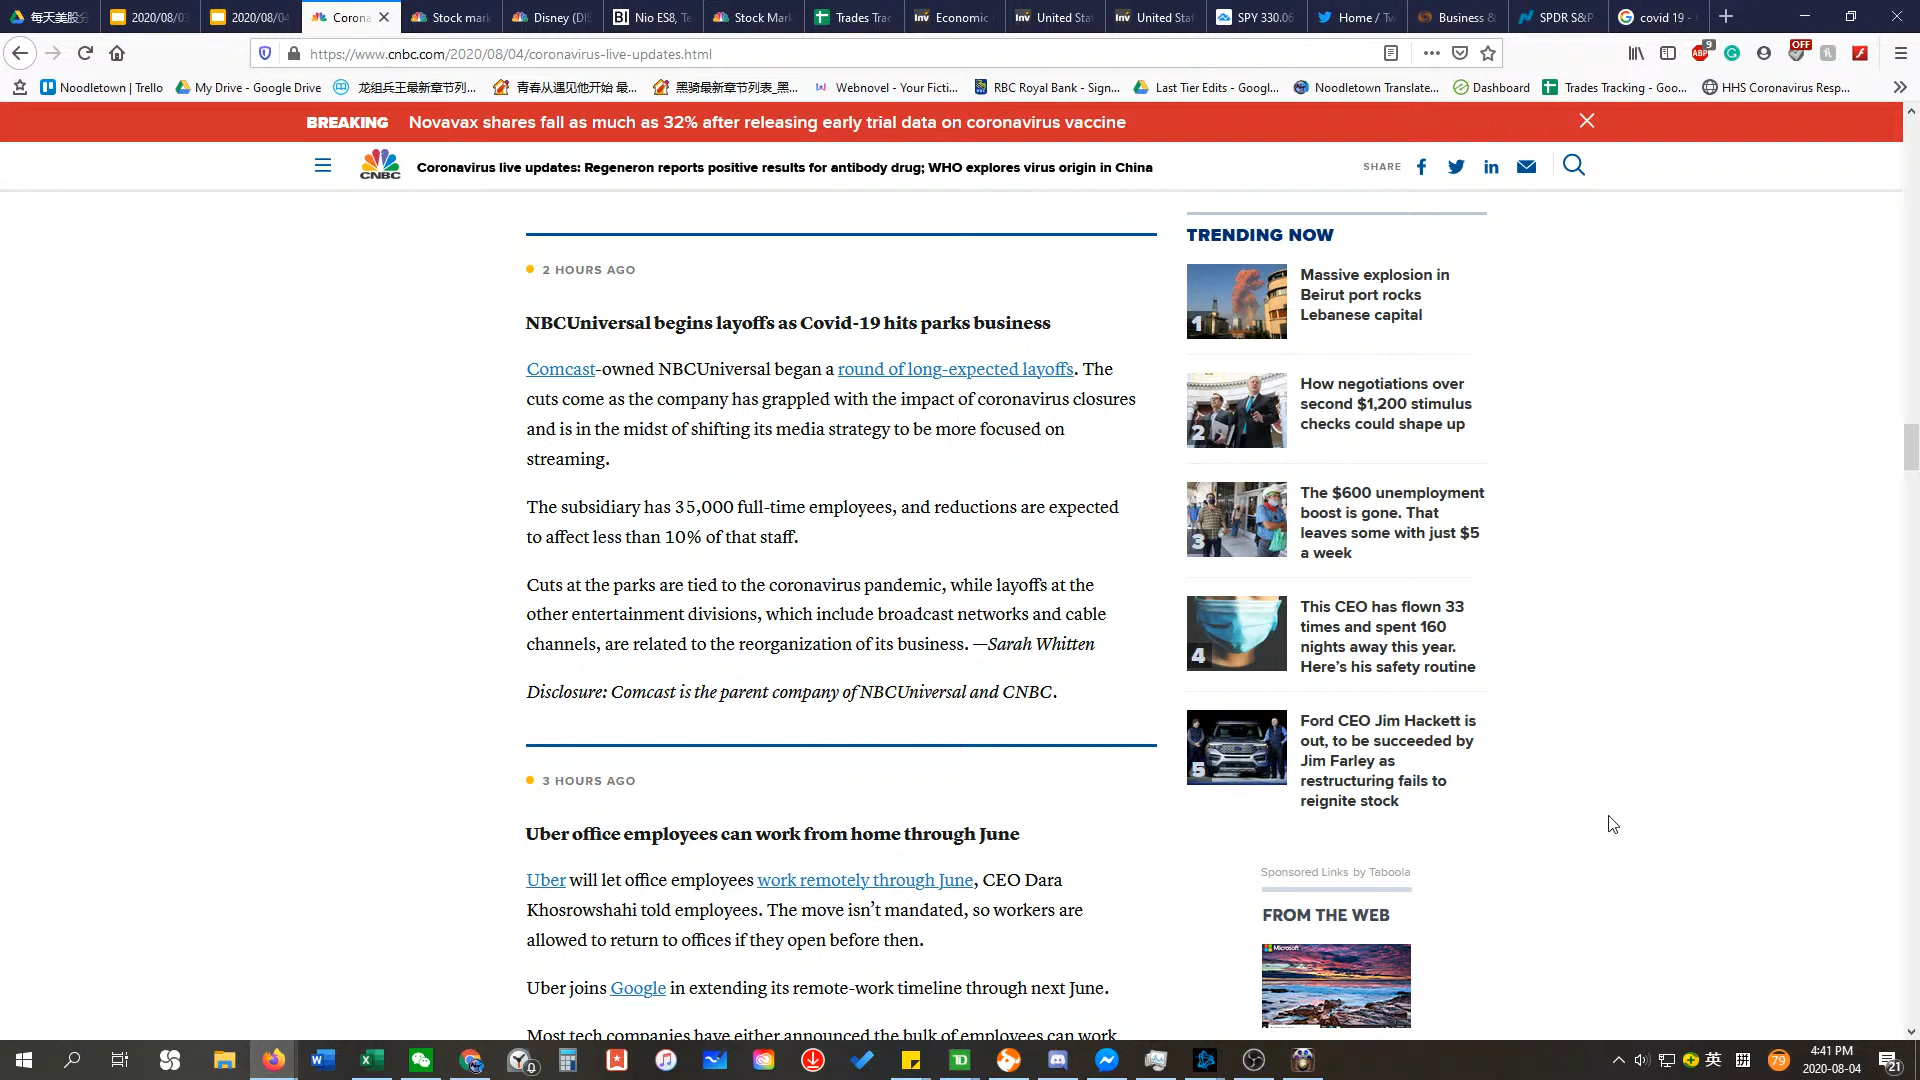 每天美股分
2020/08/03
2020/08/04
Corona
Stock mark
Disney (DIS
Nio ES8, Te
Stock Mark
Trades Trac
Economic
United Stat
United Stat
SPY 330.06
Home / Tw
Business &
SPDR S&P
covid 19 -
https://www.cnbc.com/2020/08/04/coronavirus-live-updates.html
ABP
9
OFF
Noodletown | Trello
My Drive - Google Drive
龙组兵王最新章节列...
青春从遇见他开始 最...
黑骑最新章节列表_黑...
Webnovel - Your Ficti...
RBC Royal Bank - Sign...
Last Tier Edits - Googl...
Noodletown Translate...
Dashboard
Trades Tracking - Goo...
HHS Coronavirus Resp...
BREAKING Novavax shares fall as much as 32% after releasing early trial data on coronavirus vaccine
CNBC
Coronavirus live updates: Regeneron reports positive results for antibody drug; WHO explores virus origin in China
SHARE
2 HOURS AGO
NBCUniversal begins layoffs as Covid-19 hits parks business
Comcast-owned NBCUniversal began a round of long-expected layoffs. The
cuts come as the company has grappled with the impact of coronavirus closures
and is in the midst of shifting its media strategy to be more focused on
streaming.
The subsidiary has 35,000 full-time employees, and reductions are expected
to affect less than 10% of that staff.
Cuts at the parks are tied to the coronavirus pandemic, while layoffs at the
other entertainment divisions, which include broadcast networks and cable
channels, are related to the reorganization of its business. —Sarah Whitten
Disclosure: Comcast is the parent company of NBCUniversal and CNBC.
3 HOURS AGO
Uber office employees can work from home through June
Uber will let office employees work remotely through June, CEO Dara
Khosrowshahi told employees. The move isn’t mandated, so workers are
allowed to return to offices if they open before then.
Uber joins Google in extending its remote-work timeline through next June.
Most tech companies have either announced the bulk of employees can work
TRENDING NOW
1
Massive explosion in
Beirut port rocks
Lebanese capital
2
How negotiations over
second $1,200 stimulus
checks could shape up
3
The $600 unemployment
boost is gone. That
leaves some with just $5
a week
4
This CEO has flown 33
times and spent 160
nights away this year.
Here’s his safety routine
5
Ford CEO Jim Hackett is
out, to be succeeded by
Jim Farley as
restructuring fails to
reignite stock
Sponsored Links by Taboola
FROM THE WEB
Microsoft
英
拼
79
4:41 PM
2020-08-04
21